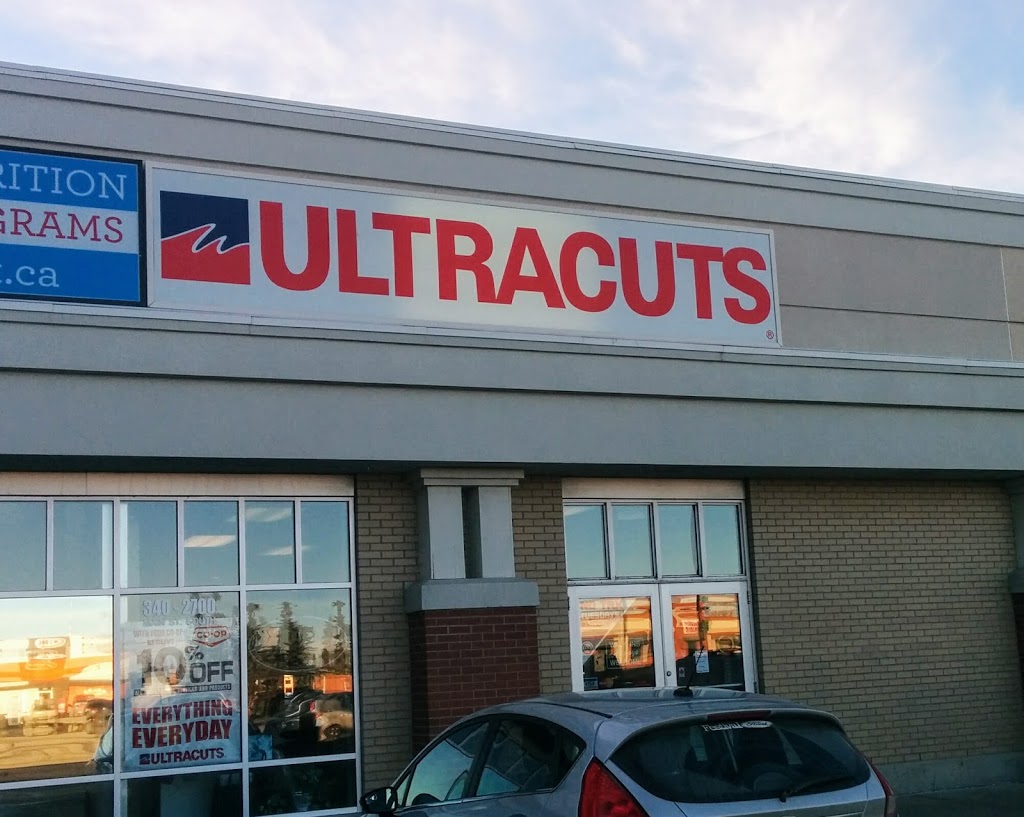 RITION
GRAMS
.ca
ULTRACUTS
®
340 - 2700
CO-OP
10% OFF
EVERYTHING
EVERYDAY
ULTRACUTS